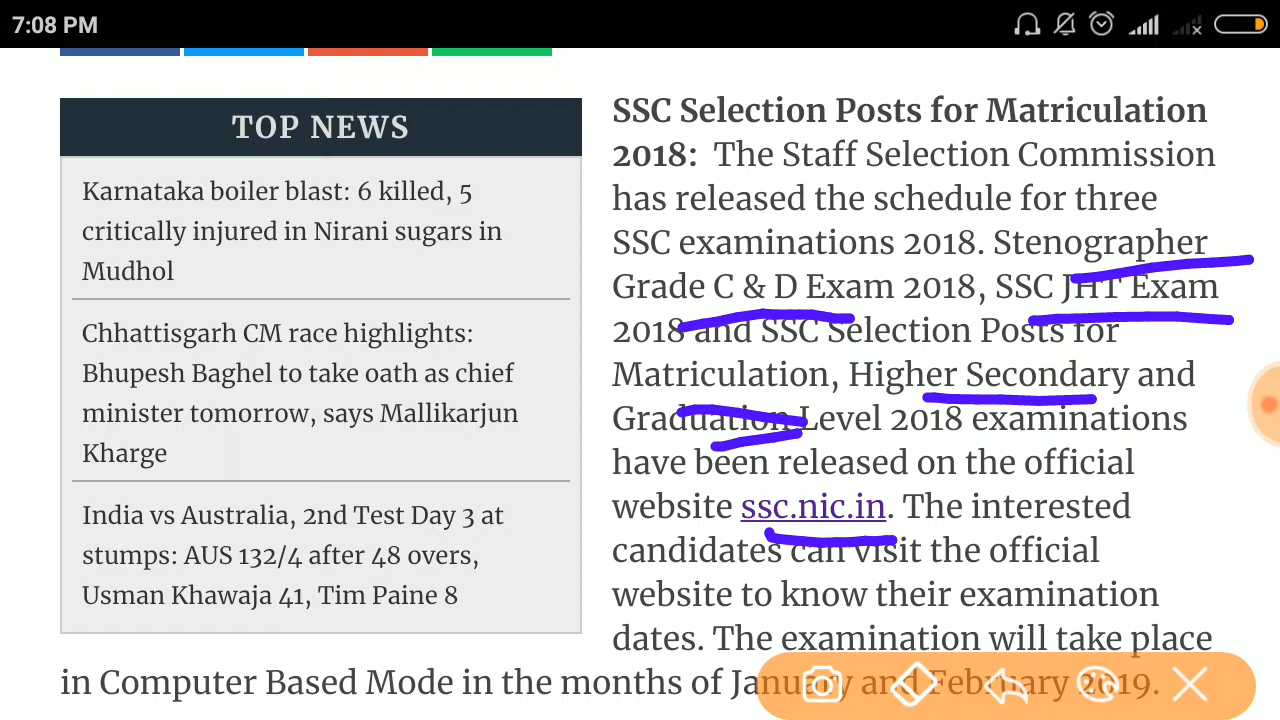 7:08 PM
TOP NEWS
Karnataka boiler blast: 6 killed, 5
critically injured in Nirani sugars in
Mudhol
Chhattisgarh CM race highlights:
Bhupesh Baghel to take oath as chief
minister tomorrow, says Mallikarjun
Kharge
India vs Australia, 2nd Test Day 3 at
stumps: AUS 132/4 after 48 overs,
Usman Khawaja 41, Tim Paine 8
SSC Selection Posts for Matriculation
2018: The Staff Selection Commission
has released the schedule for three
SSC examinations 2018. Stenographer
Grade C & D Exam 2018, SSC JHT Exam
2018 and SSC Selection Posts for
Matriculation, Higher Secondary and
Graduation Level 2018 examinations
have been released on the official
website ssc.nic.in. The interested
candidates can visit the official
website to know their examination
dates. The examination will take place
in Computer Based Mode in the months of January and February 2019.